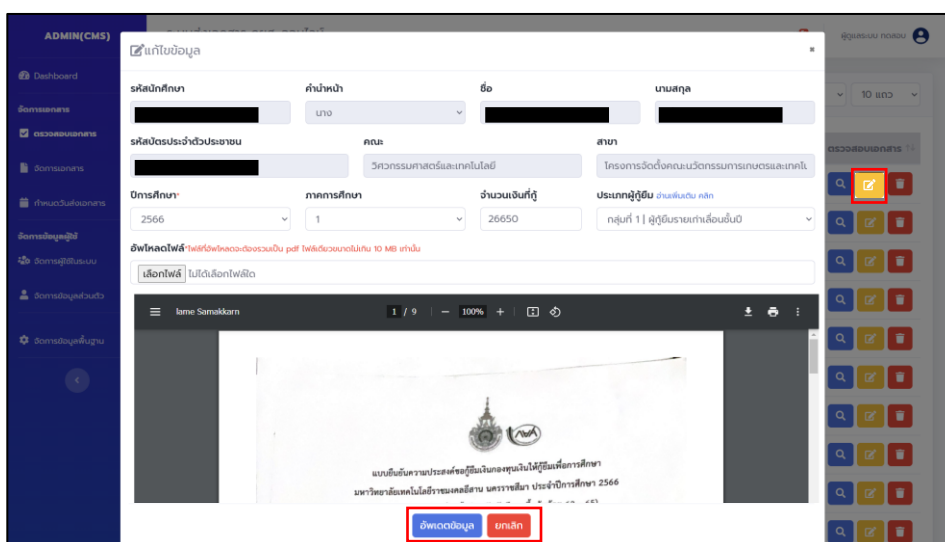 ADMIN(CMS)
ผู้ดูแลระบบ ทดสอบ
แก้ไขข้อมูล
Dashboard
จัดการเอกสาร
ตรวจสอบเอกสาร
จัดการเอกสาร
กำหนดวันส่งเอกสาร
จัดการข้อมูลผู้ใช้
จัดการผู้ใช้ในระบบ
จัดการข้อมูลส่วนตัว
จัดการข้อมูลพื้นฐาน
10 แถว
ตรวจสอบเอกสาร
รหัสนักศึกษา คำนำหน้า ชื่อ นามสกุล
นาง
รหัสบัตรประจำตัวประชาชน คณะ สาขา
วิศวกรรมศาสตร์และเทคโนโลยี โครงการจัดตั้งคณะนวัตกรรมการเกษตรและเทคโน
ปีการศึกษา* ภาคการศึกษา จำนวนเงินที่กู้ ประเภทผู้กู้ยืม อ่านเพิ่มเติม คลิก
2566 1 26650 กลุ่มที่ 1 | ผู้กู้ยืมรายเก่าเลื่อนชั้นปี
อัพโหลดไฟล์*ไฟล์ที่อัพโหลดจะต้องรวมเป็น pdf ไฟล์เดียวขนาดไม่เกิน 10 MB เท่านั้น
เลือกไฟล์ ไม่ได้เลือกไฟล์ใด
lame Samakkarn 1 / 9 100%
แบบยืนยันความประสงค์ขอกู้ยืมเงินกองทุนเงินให้กู้ยืมเพื่อการศึกษา
มหาวิทยาลัยเทคโนโลยีราชมงคลอีสาน นครราชสีมา ประจำปีการศึกษา 2566
อัพเดตข้อมูล ยกเลิก